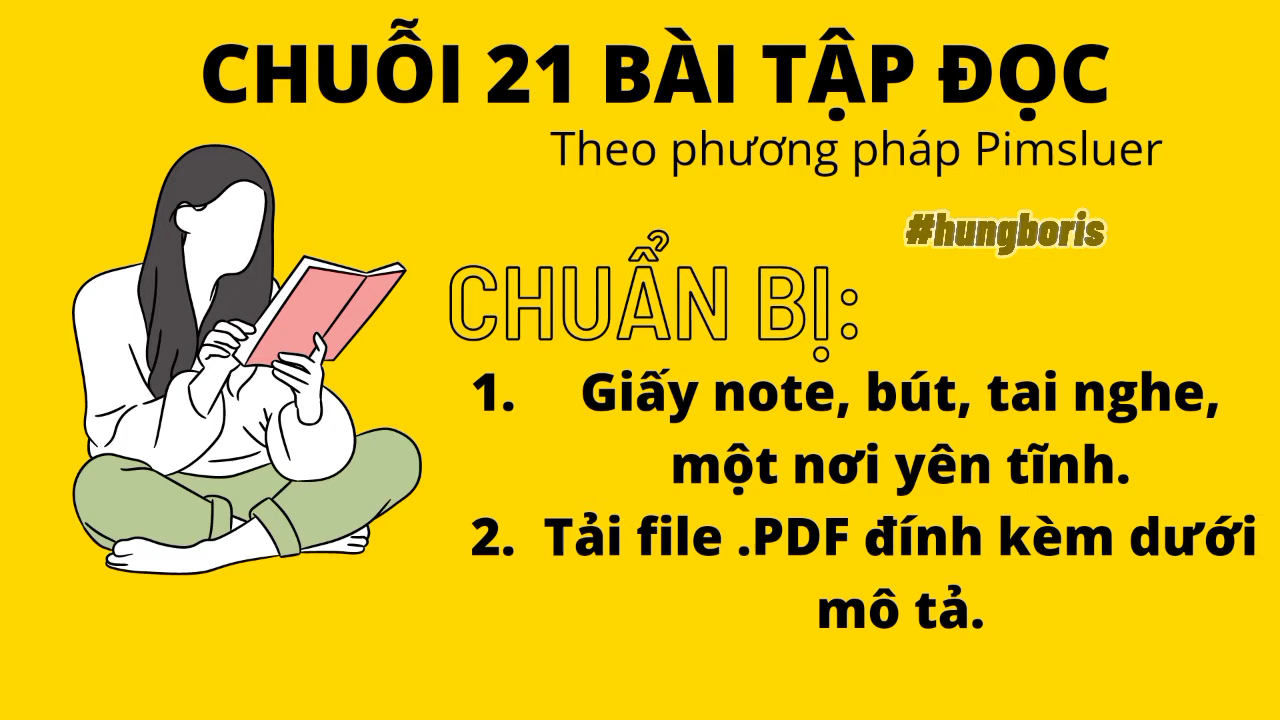 CHUỖI 21 BÀI TẬP ĐỌC
Theo phương pháp Pimsluer
#hungboris
CHUẨN BỊ:
1. Giấy note, bút, tai nghe,
một nơi yên tĩnh.
2. Tải file .PDF đính kèm dưới
mô tả.